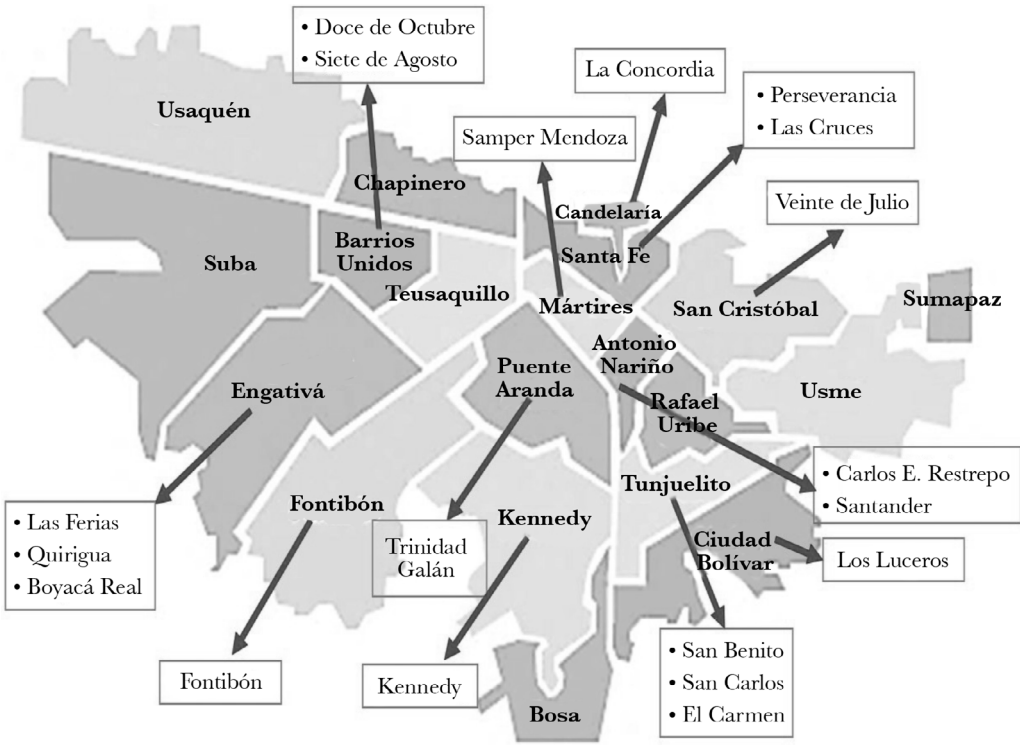 • Doce de Octubre
• Siete de Agosto
La Concordia
• Perseverancia
• Las Cruces
Samper Mendoza
Usaquén
Chapinero
Veinte de Julio
Candelaría
Barrios
Unidos
Santa Fe
Suba
Teusaquillo
Mártires
San Cristóbal
Sumapaz
Antonio
Nariño
Puente
Aranda
Engativá
Rafael
Uribe
Usme
• Carlos E. Restrepo
• Santander
Tunjuelito
Fontibón
Kennedy
• Las Ferias
• Quirigua
• Boyacá Real
Trinidad
Galán
Ciudad
Bolívar
Los Luceros
• San Benito
• San Carlos
• El Carmen
Fontibón
Kennedy
Bosa